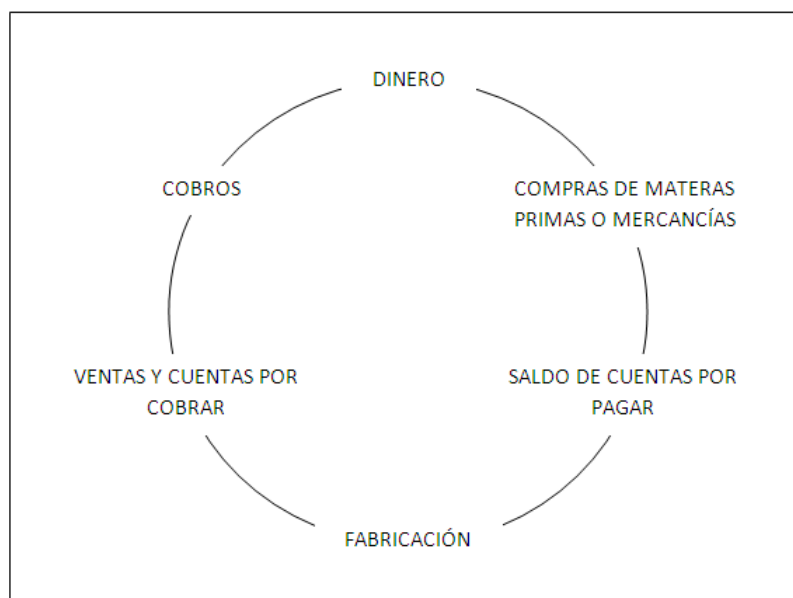 DINERO
COBROS
COMPRAS DE MATERAS
PRIMAS O MERCANCÍAS
VENTAS Y CUENTAS POR
COBRAR
SALDO DE CUENTAS POR
PAGAR
FABRICACIÓN